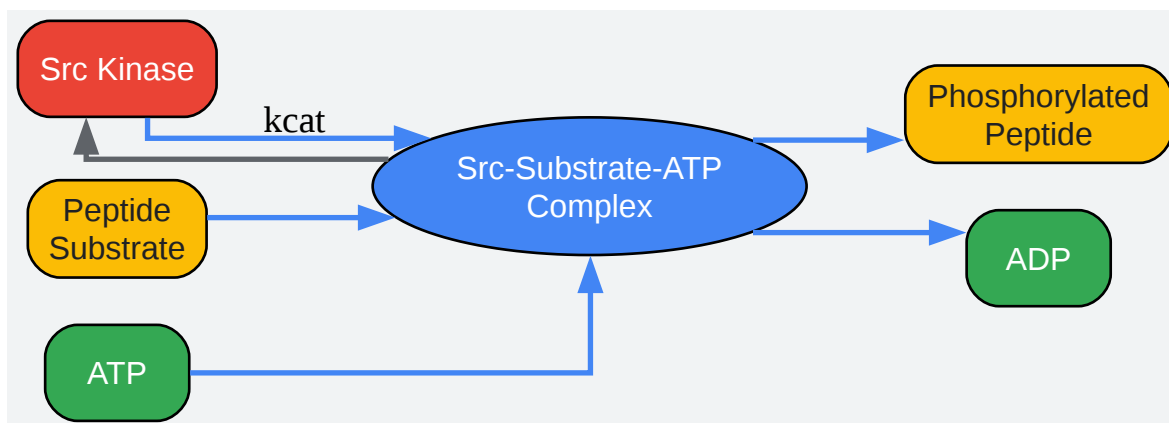 Src Kinase
kcat
Phosphorylated
Peptide
Src-Substrate-ATP
Complex
Peptide
Substrate
ADP
ATP